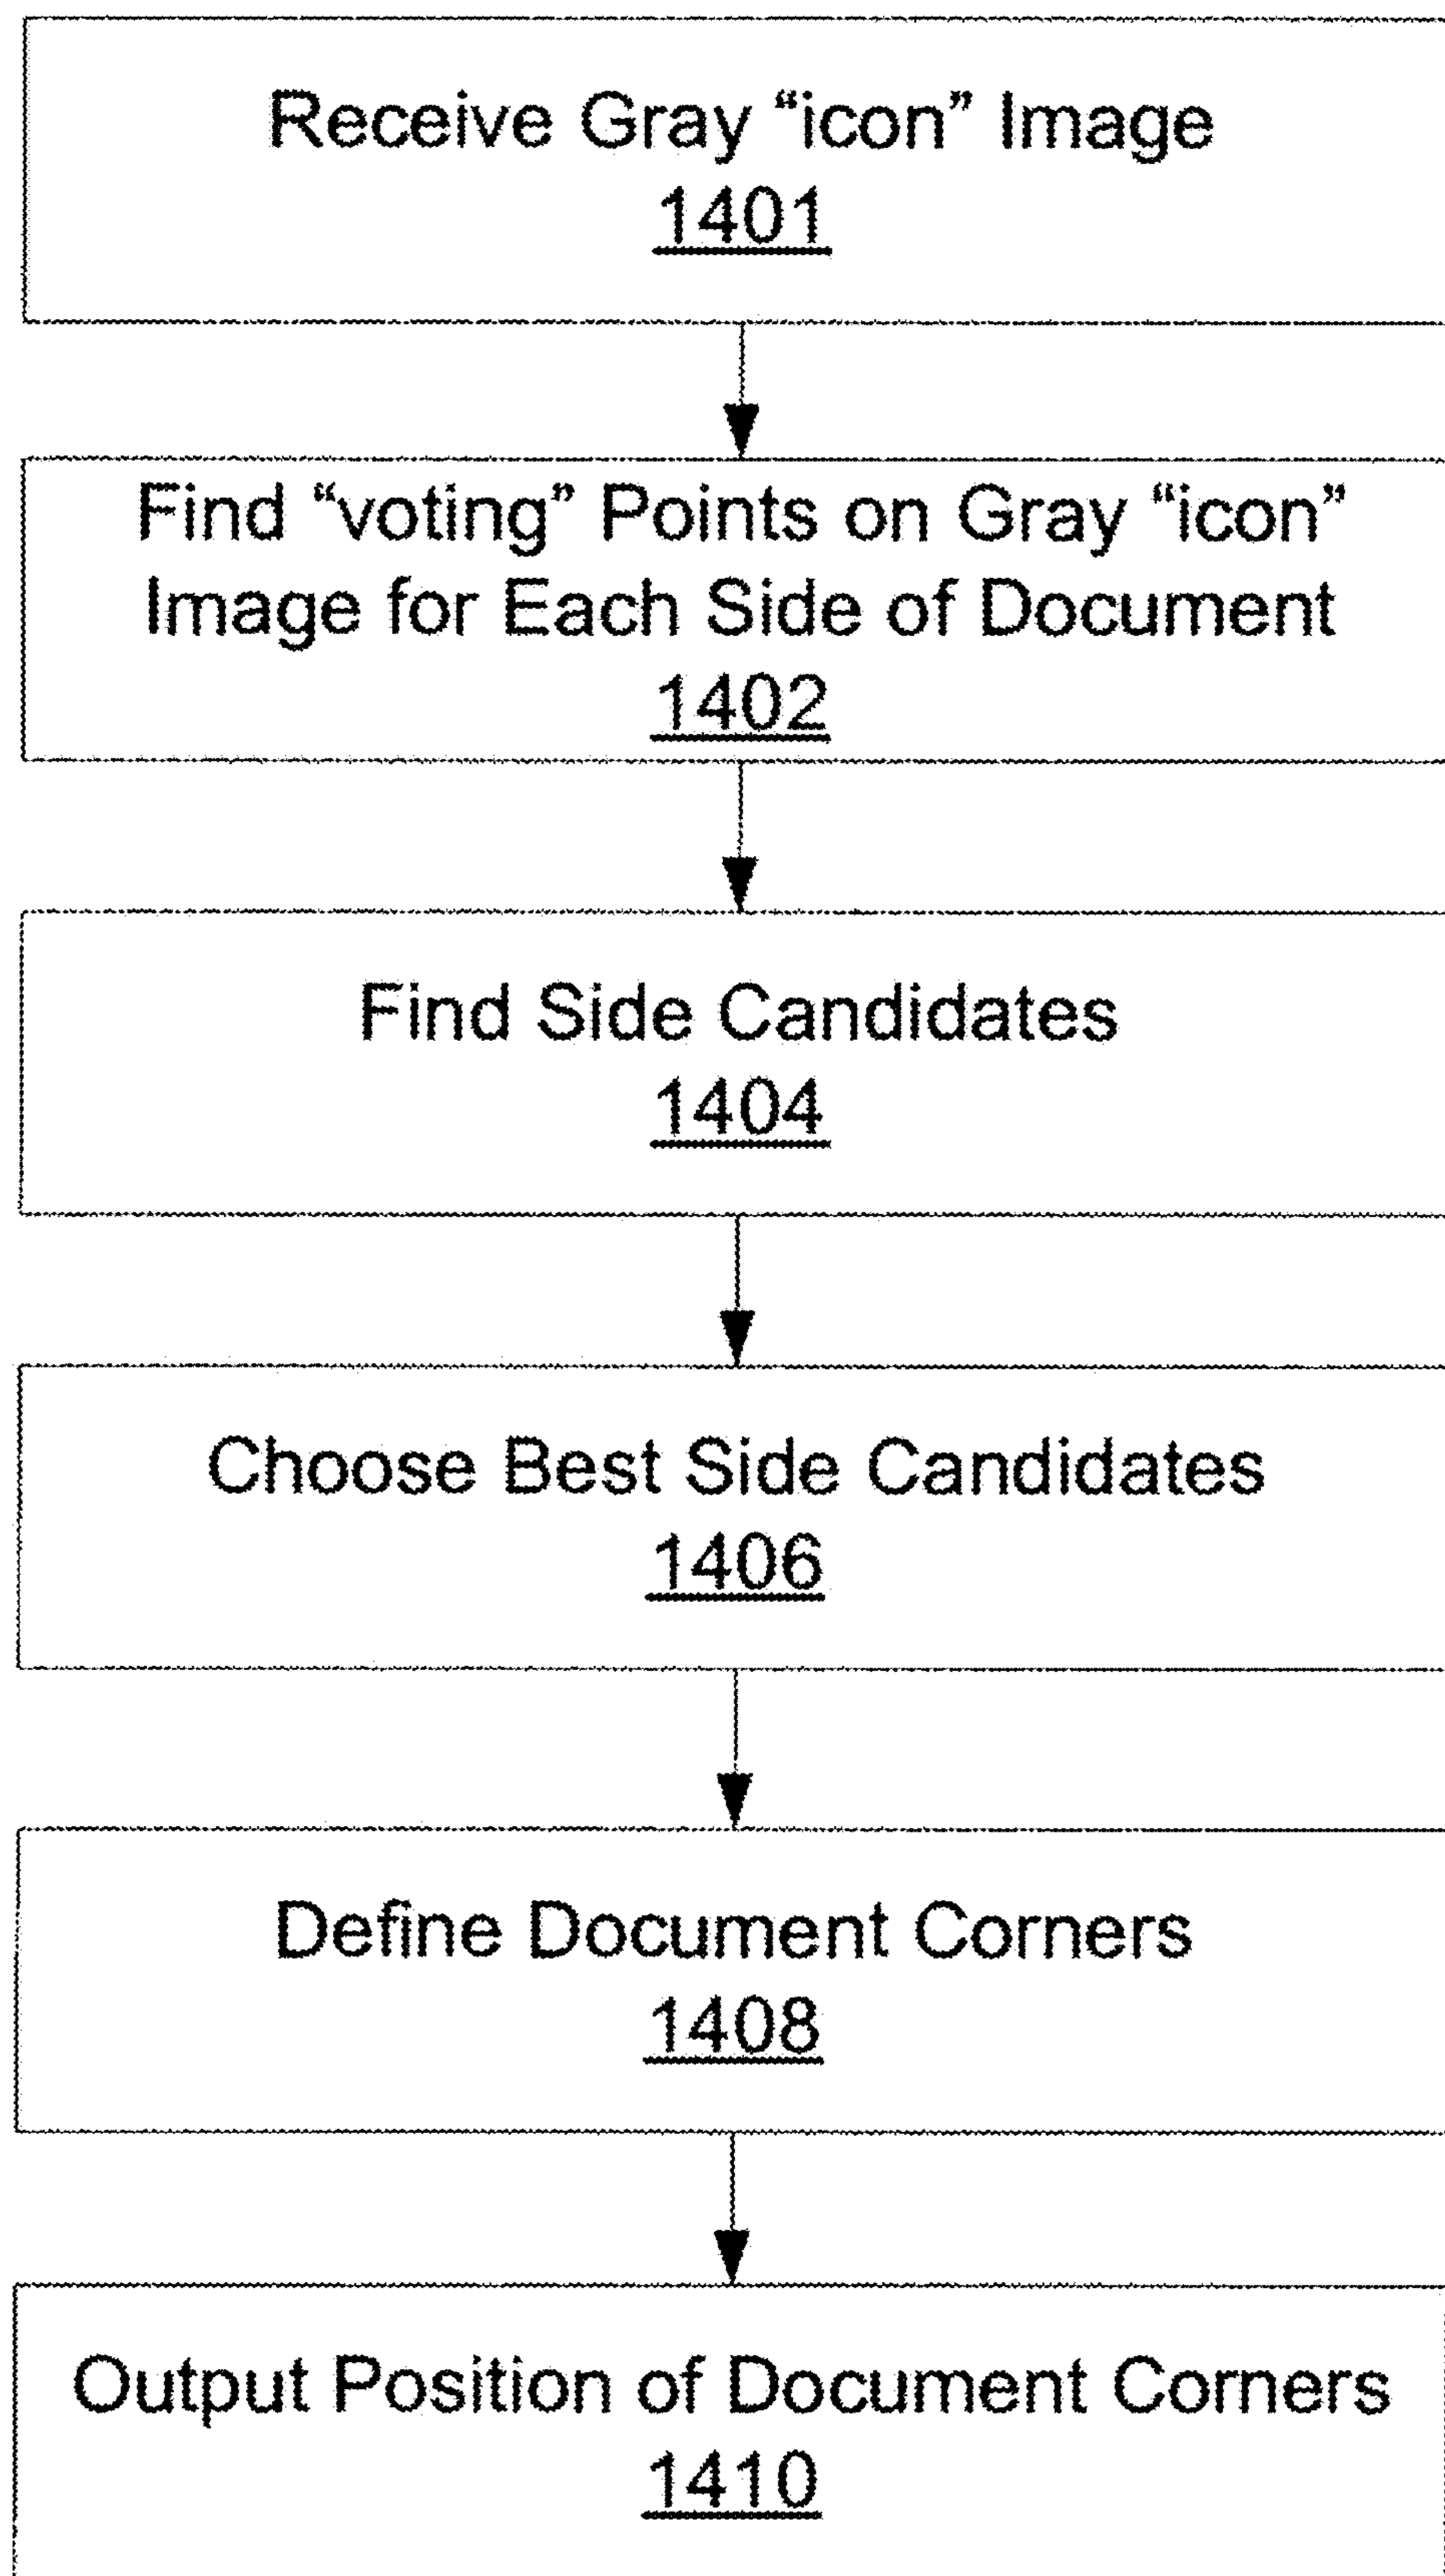 Receive Gray “icon” Image
1401
Find “voting” Points on Gray “icon”
Image for Each Side of Document
1402
Find Side Candidates
1404
Choose Best Side Candidates
1406
Define Document Corners
1408
Output Position of Document Corners
1410